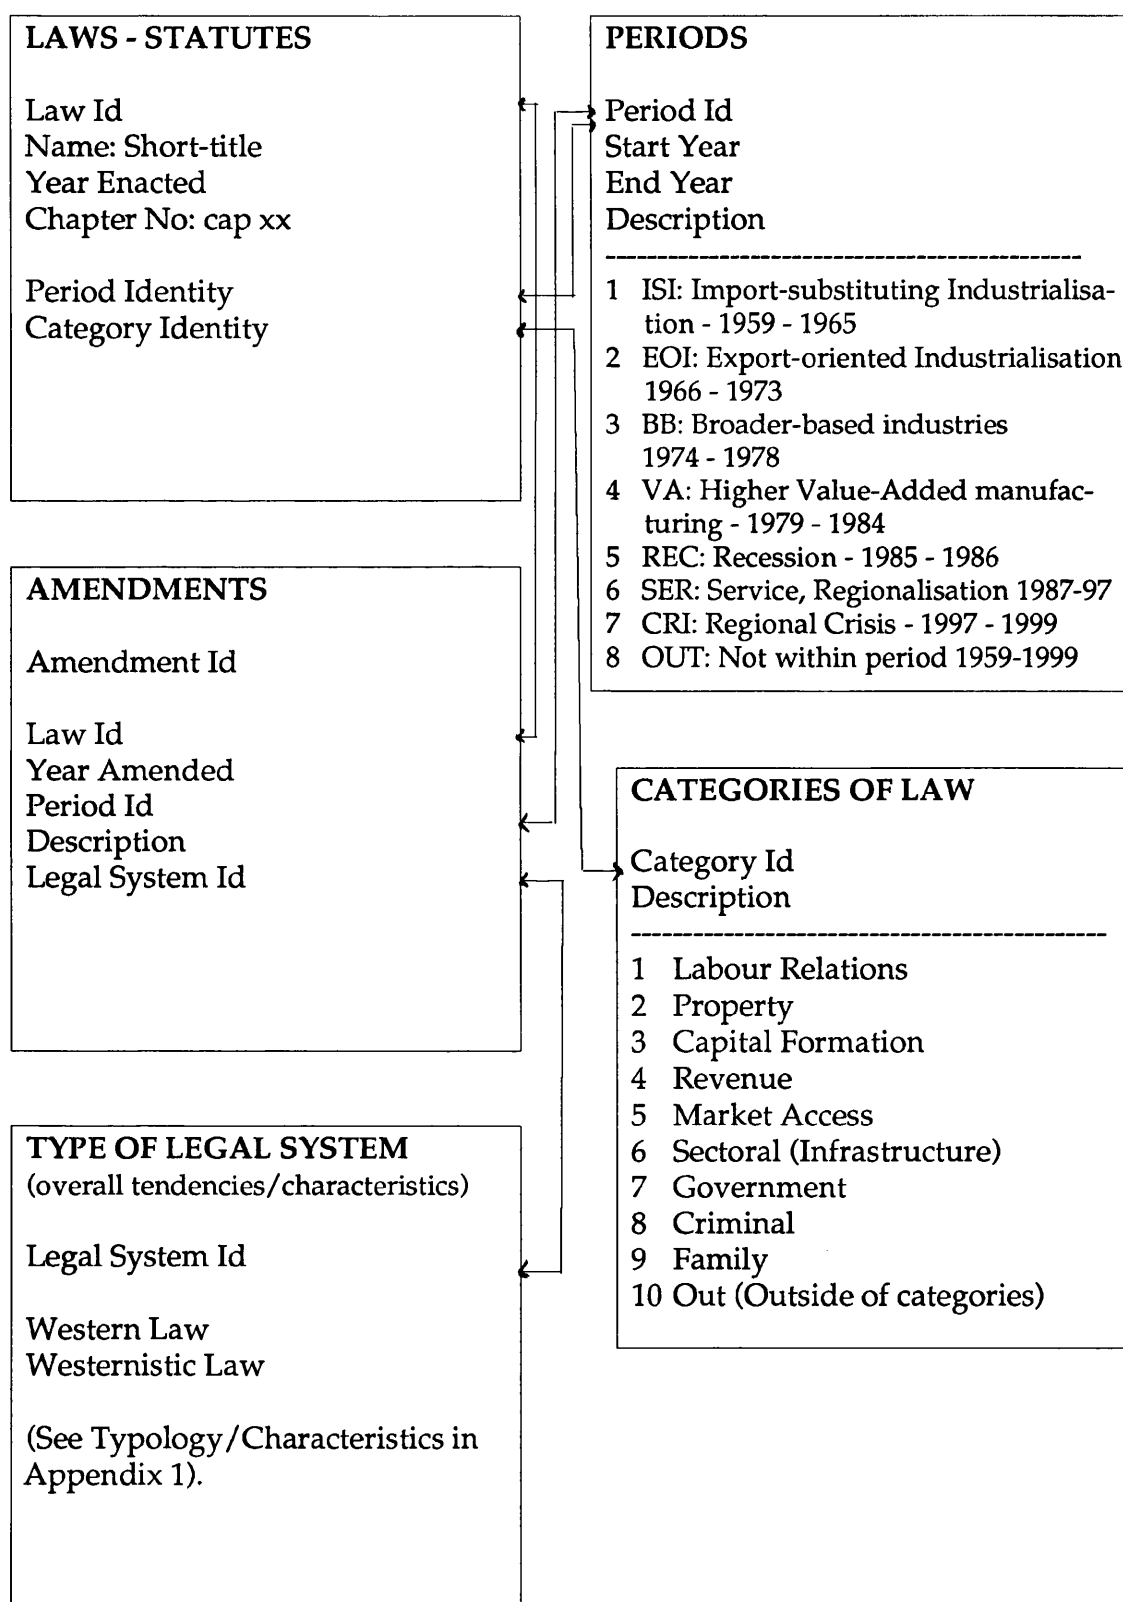 LAWS - STATUTES
Law Id
Name: Short-title
Year Enacted
Chapter No: cap xx
Period Identity
Category Identity
PERIODS
Period Id
Start Year
End Year
Description
1 ISI: Import-substituting Industrialisa-
tion - 1959 - 1965
2 EOI: Export-oriented Industrialisation
1966 - 1973
3 BB: Broader-based industries
1974 - 1978
4 VA: Higher Value-Added manufac-
turing - 1979 - 1984
5 REC: Recession - 1985 - 1986
6 SER: Service, Regionalisation 1987-97
7 CRI: Regional Crisis - 1997 - 1999
8 OUT: Not within period 1959-1999
AMENDMENTS
Amendment Id
Law Id
Year Amended
Period Id
Description
Legal System Id
CATEGORIES OF LAW
Category Id
Description
1 Labour Relations
2 Property
3 Capital Formation
4 Revenue
5 Market Access
6 Sectoral (Infrastructure)
7 Government
8 Criminal
9 Family
10 Out (Outside of categories)
TYPE OF LEGAL SYSTEM
(overall tendencies/characteristics)
Legal System Id
Western Law
Westernistic Law
(See Typology/Characteristics in
Appendix 1).